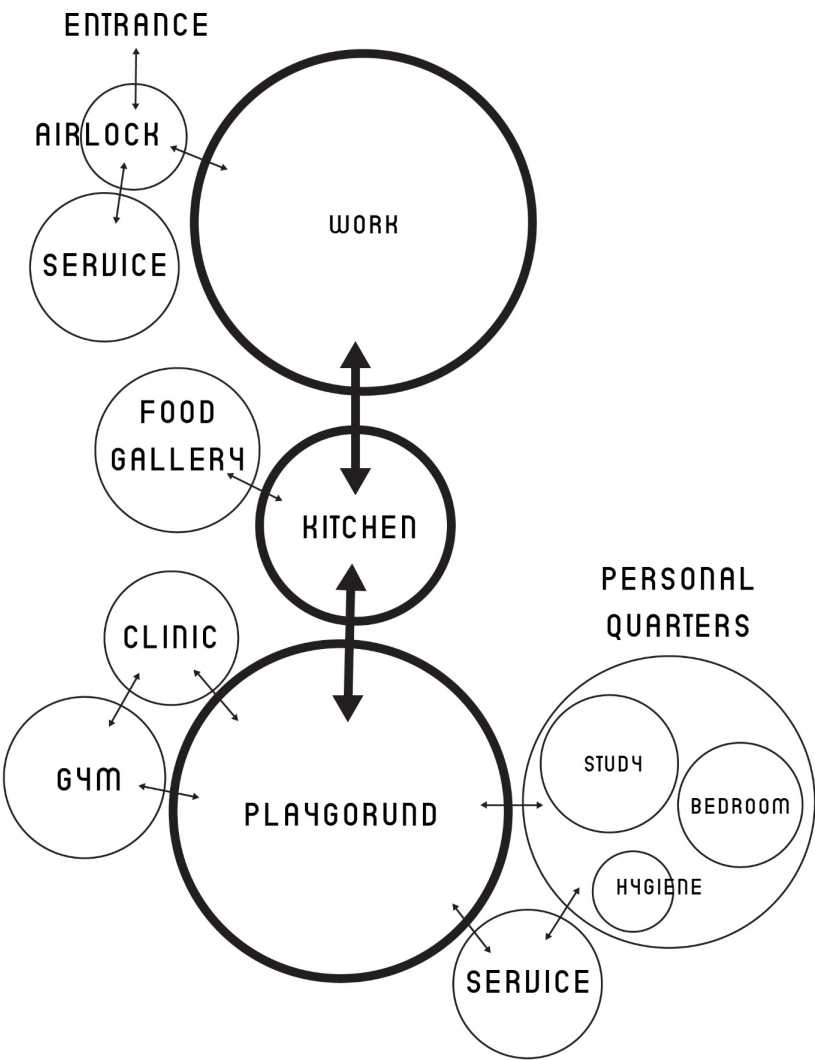 ENTRANCE
AIRLOCK
WORK
SERVICE
FOOD
GALLERY
KITCHEN
PERSONAL
QUARTERS
CLINIC
STUDY
GYM
BEDROOM
PLAYGORUND
HYGIENE
SERVICE